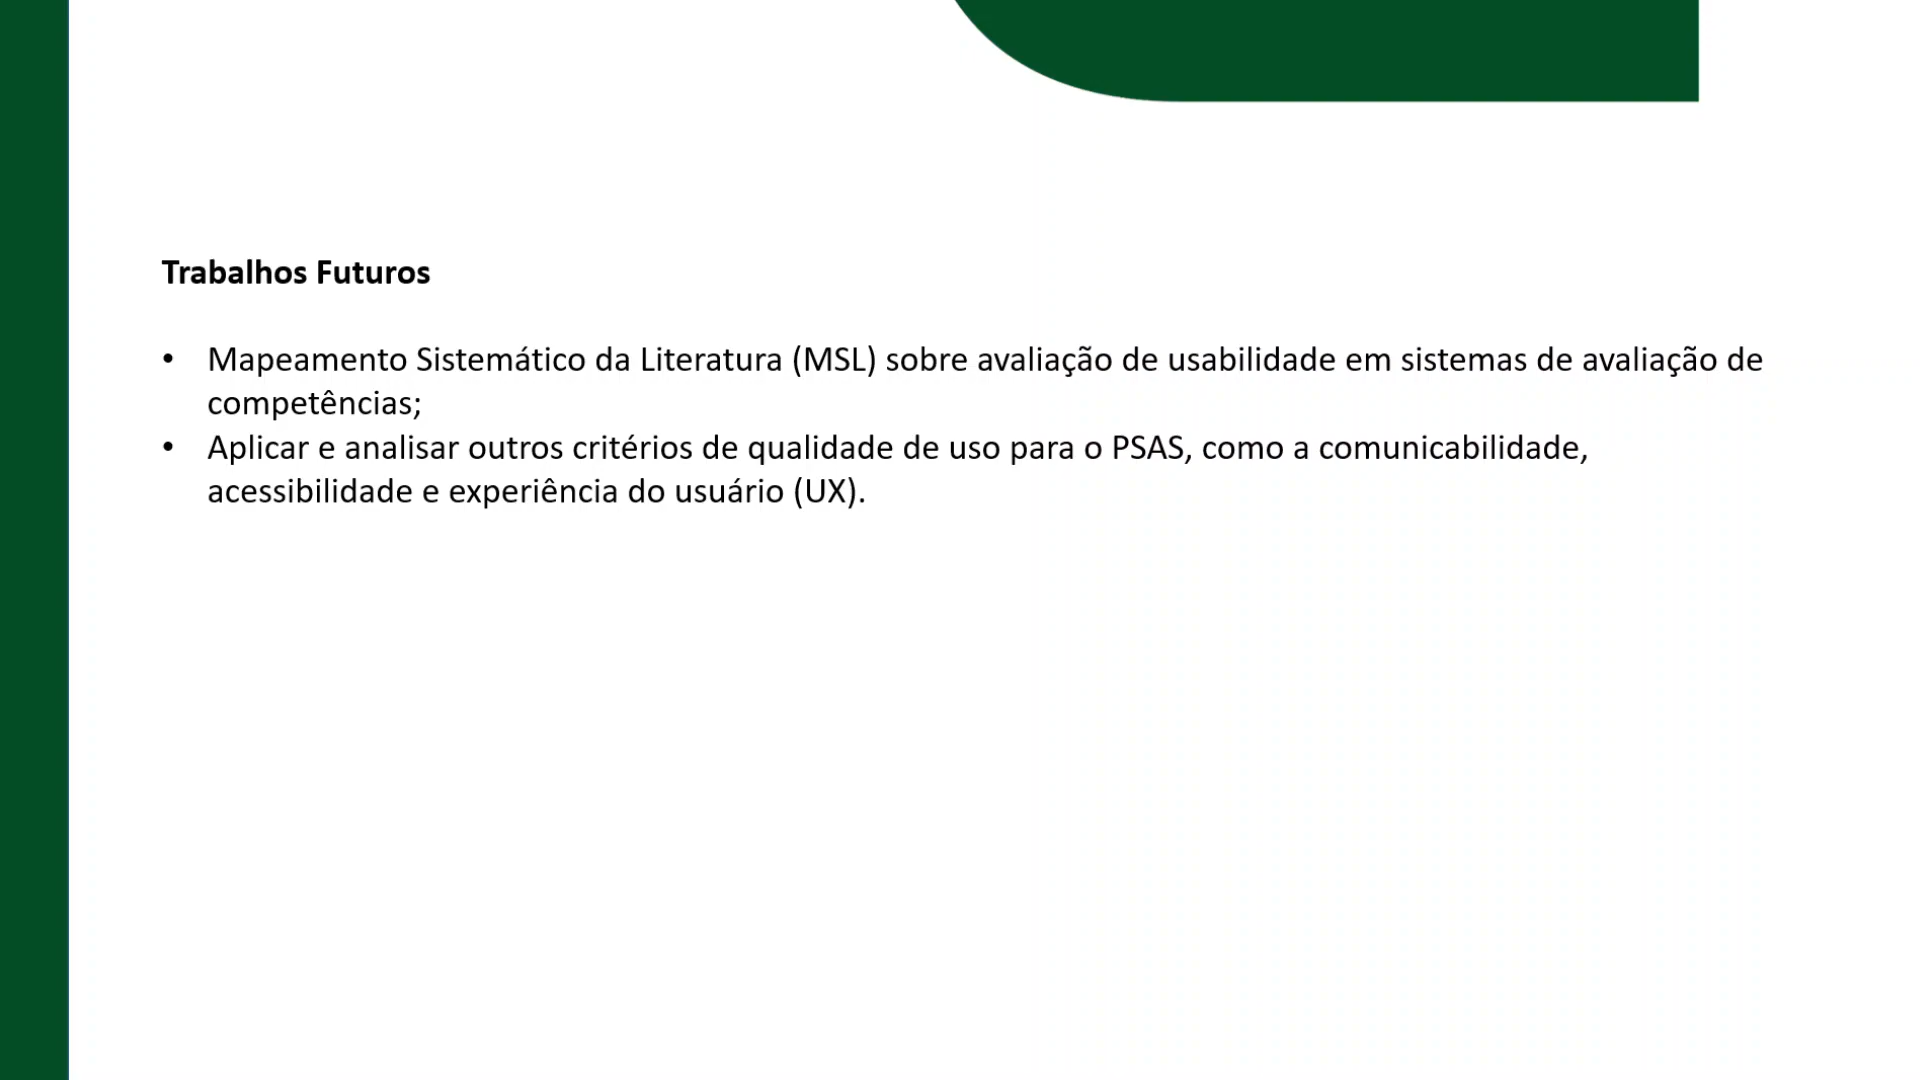 Trabalhos Futuros
• Mapeamento Sistemático da Literatura (MSL) sobre avaliação de usabilidade em sistemas de avaliação de
competências;
• Aplicar e analisar outros critérios de qualidade de uso para o PSAS, como a comunicabilidade,
acessibilidade e experiência do usuário (UX).